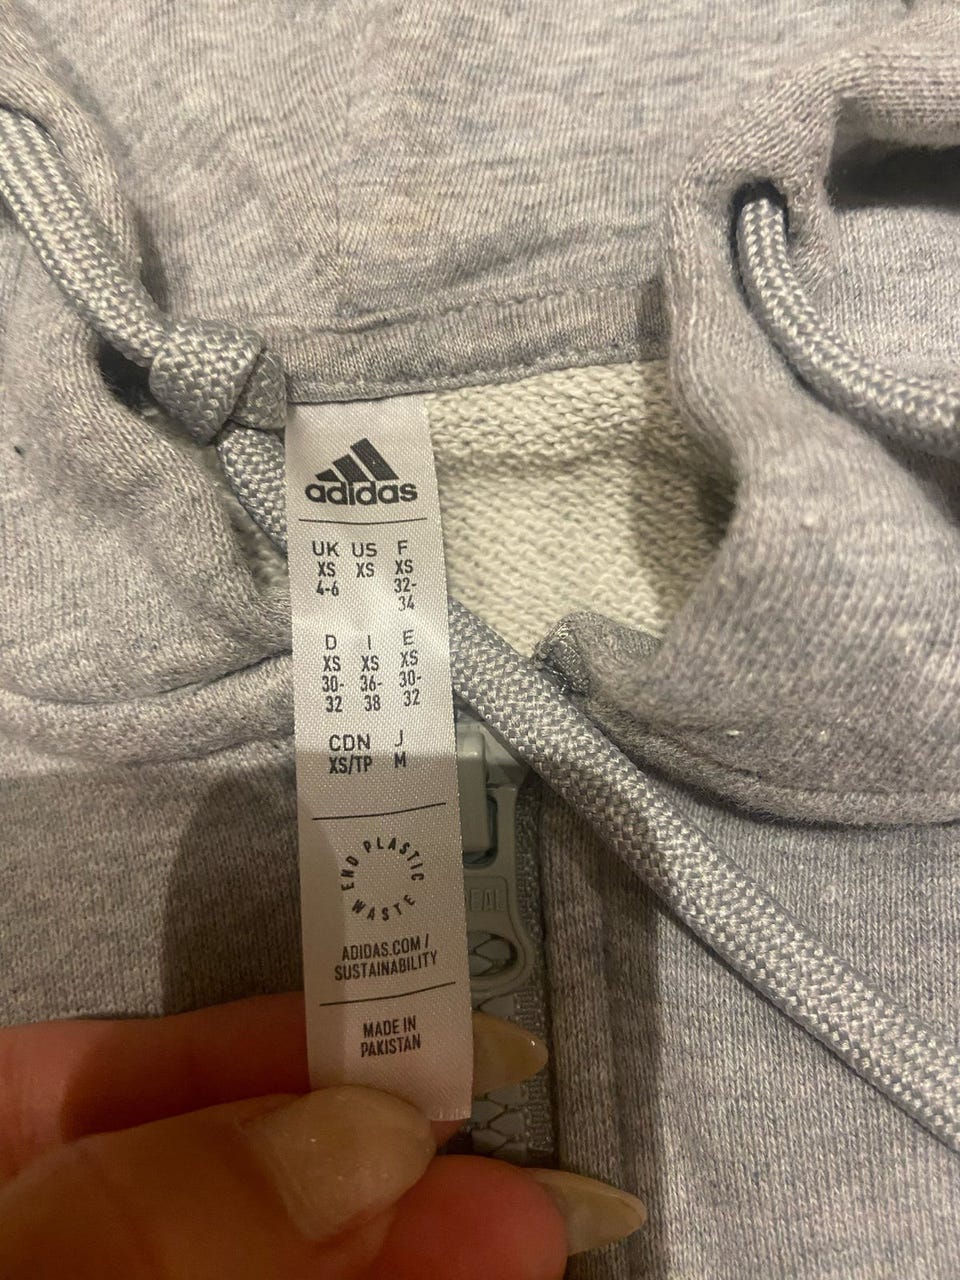 adidas
UK US F
XS XS XS
4-6 32-
34
D I E
XS XS XS
30- 36- 30-
32 38 32
CDN J
XS/TP M
END PLASTIC
WASTE
ADIDAS.COM /
SUSTAINABILITY
MADE IN
PAKISTAN